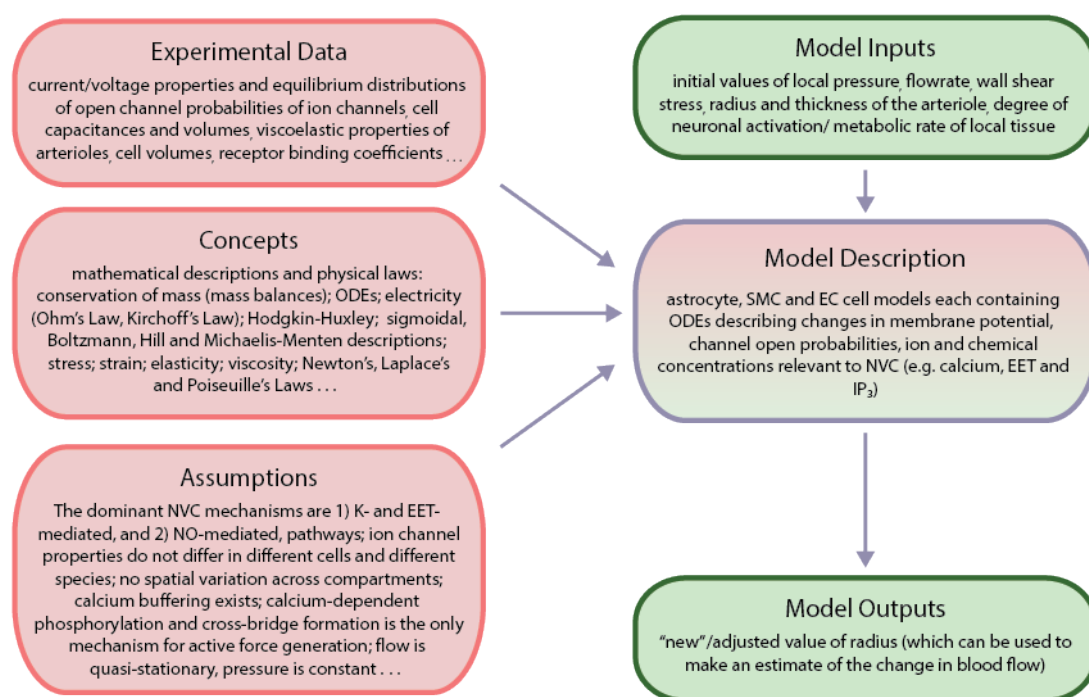 Experimental Data
current/voltage properties and equilibrium distributions
of open channel probabilities of ion channels, cell
capacitances and volumes, viscoelastic properties of
arterioles, cell volumes, receptor binding coefficients . . .
Concepts
mathematical descriptions and physical laws:
conservation of mass (mass balances); ODEs; electricity
(Ohm's Law, Kirchoff's Law); Hodgkin-Huxley; sigmoidal,
Boltzmann, Hill and Michaelis-Menten descriptions;
stress; strain; elasticity; viscosity; Newton's, Laplace's
and Poiseuille's Laws . . .
Assumptions
The dominant NVC mechanisms are 1) K- and EET-
mediated, and 2) NO-mediated, pathways; ion channel
properties do not differ in different cells and different
species; no spatial variation across compartments;
calcium buffering exists; calcium-dependent
phosphorylation and cross-bridge formation is the only
mechanism for active force generation; flow is
quasi-stationary, pressure is constant . . .
Model Inputs
initial values of local pressure, flowrate, wall shear
stress, radius and thickness of the arteriole, degree of
neuronal activation/ metabolic rate of local tissue
Model Description
astrocyte, SMC and EC cell models each containing
ODEs describing changes in membrane potential,
channel open probabilities, ion and chemical
concentrations relevant to NVC (e.g. calcium, EET and
IP₃)
Model Outputs
"new"/adjusted value of radius (which can be used to
make an estimate of the change in blood flow)